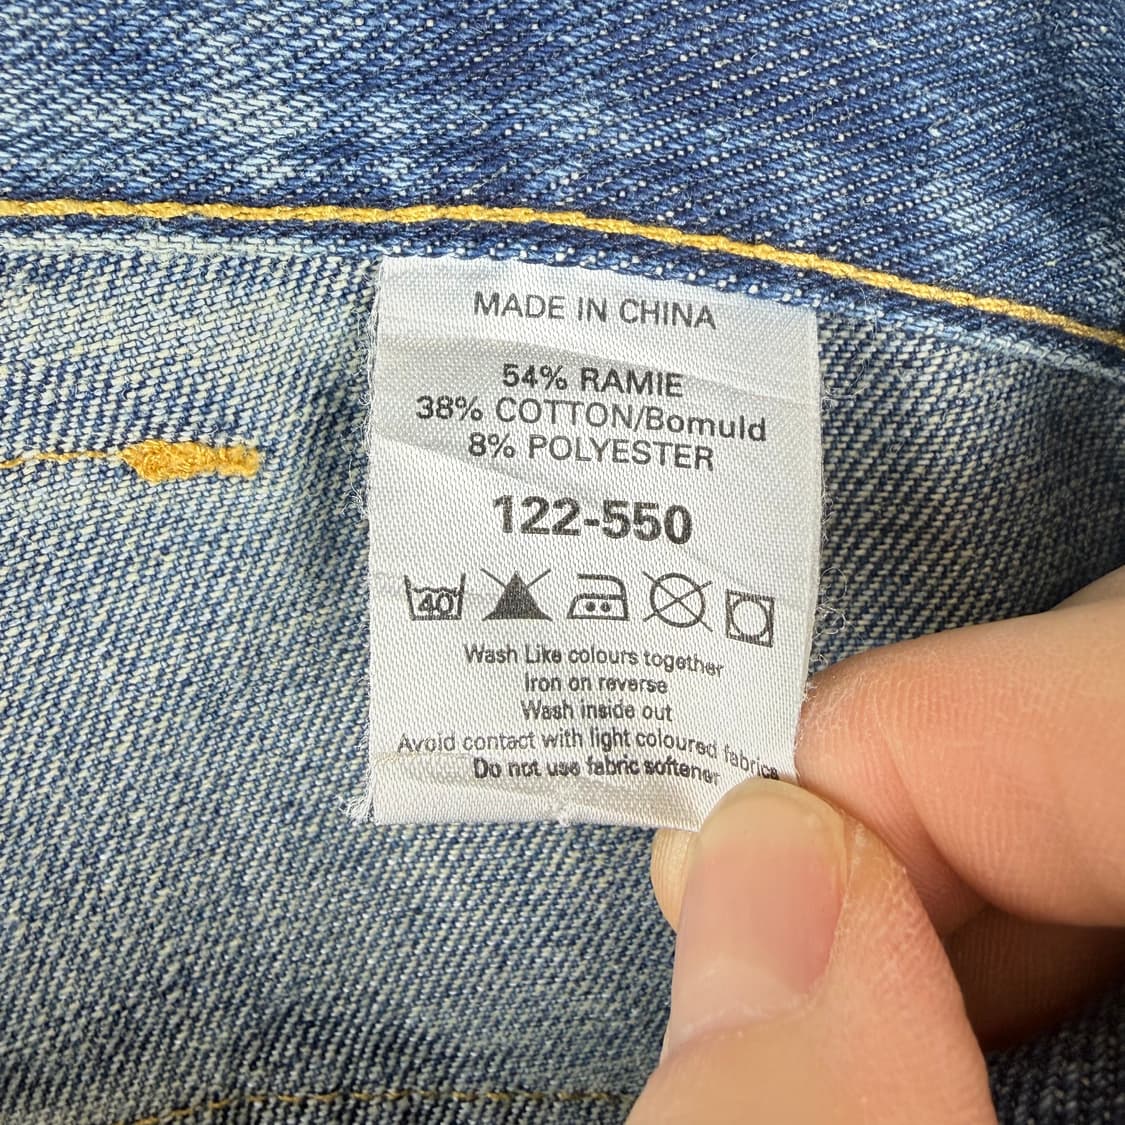 MADE IN CHINA
54% RAMIE
38% COTTON/Bomuld
8% POLYESTER
122-550
40
Wash Like colours together
Iron on reverse
Wash inside out
Avoid contact with light coloured fabrics
Do not use fabric softener